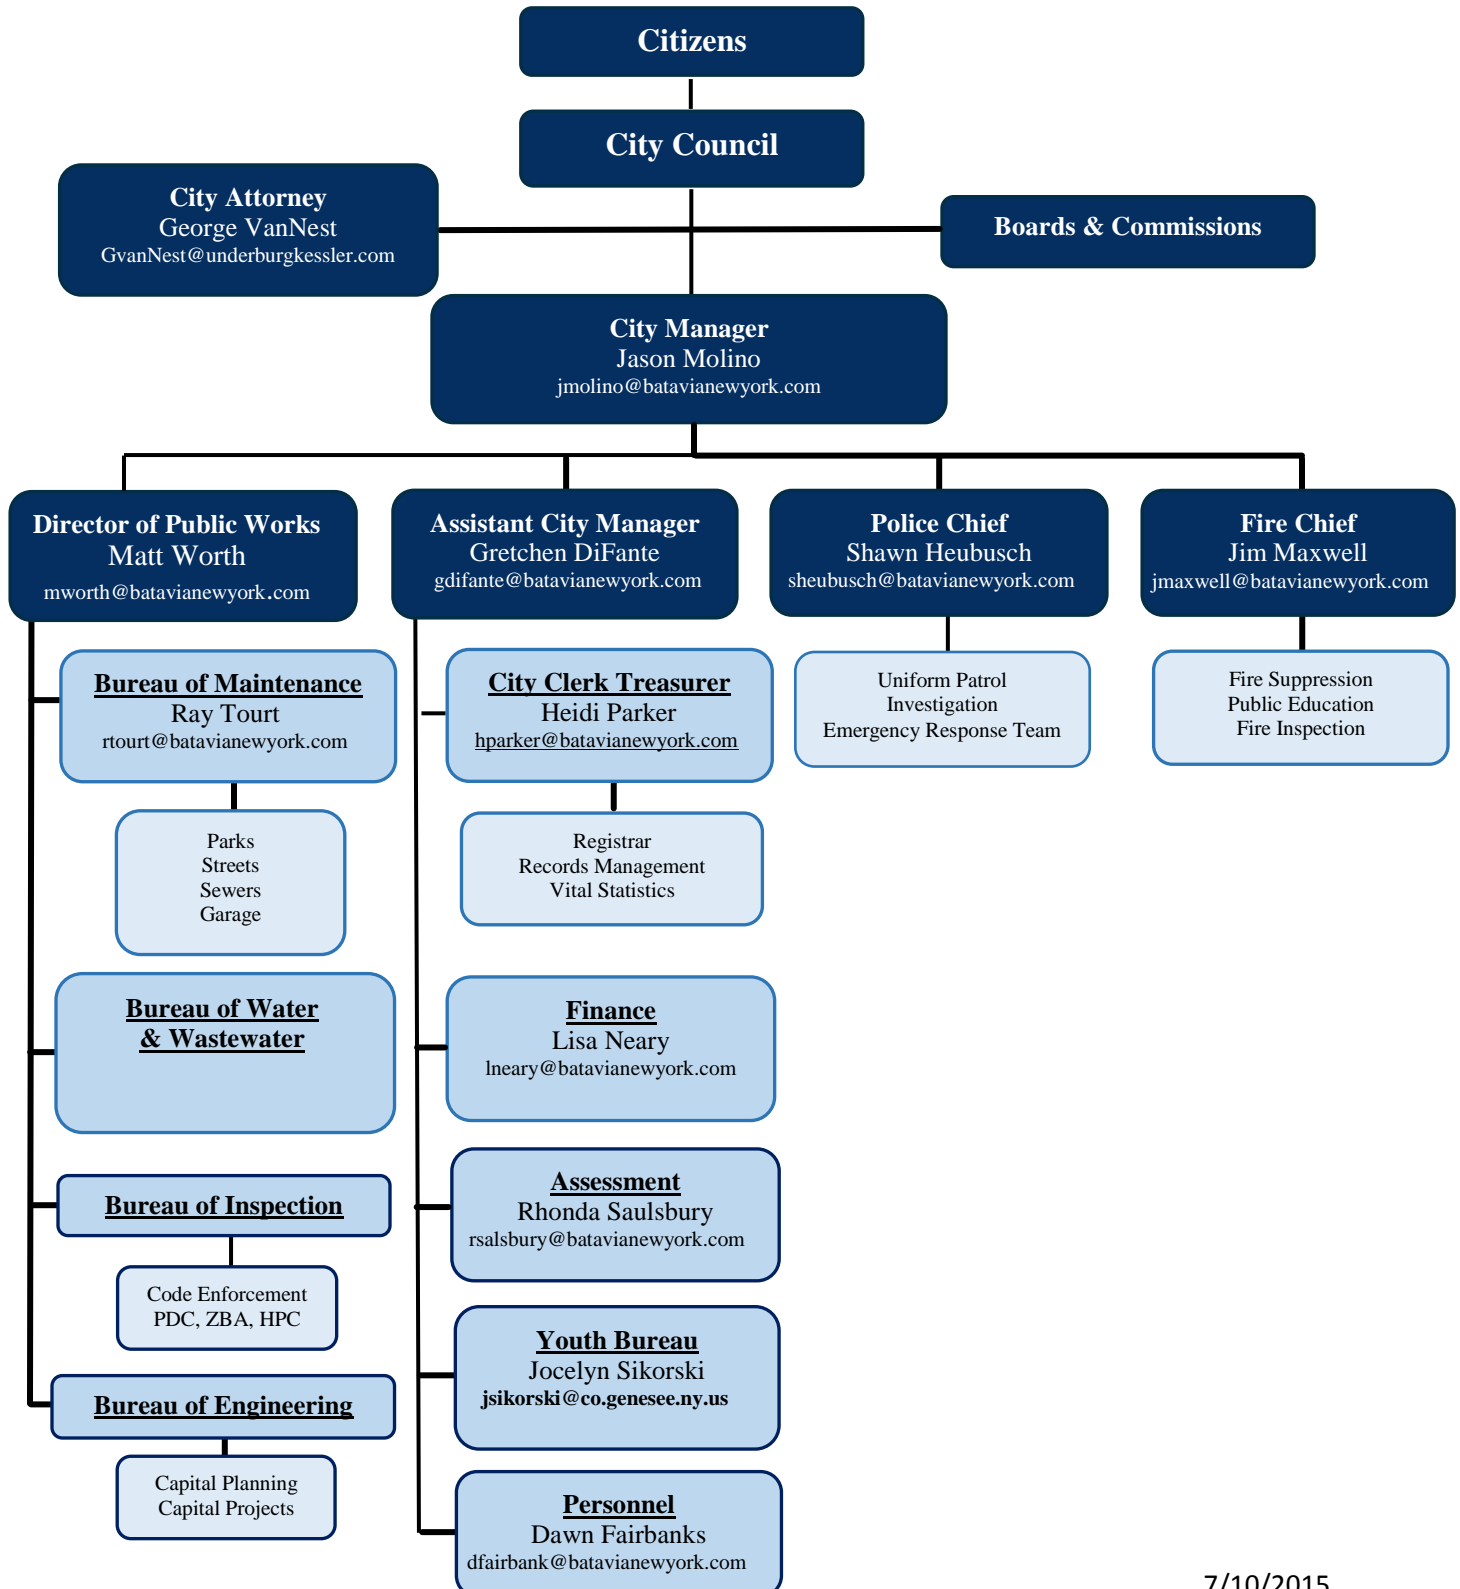 Citizens
City Council
City Attorney
George VanNest
GvanNest@underburgkessler.com
Boards & Commissions
City Manager
Jason Molino
jmolino@batavianewyork.com
Director of Public Works
Matt Worth
mworth@batavianewyork.com
Assistant City Manager
Gretchen DiFante
gdifante@batavianewyork.com
Police Chief
Shawn Heubusch
sheubusch@batavianewyork.com
Fire Chief
Jim Maxwell
jmaxwell@batavianewyork.com
Bureau of Maintenance
Ray Tourt
rtourt@batavianewyork.com
Parks
Streets
Sewers
Garage
Bureau of Water
& Wastewater
Bureau of Inspection
Code Enforcement
PDC, ZBA, HPC
Bureau of Engineering
Capital Planning
Capital Projects
City Clerk Treasurer
Heidi Parker
hparker@batavianewyork.com
Registrar
Records Management
Vital Statistics
Finance
Lisa Neary
lneary@batavianewyork.com
Assessment
Rhonda Saulsbury
rsalsbury@batavianewyork.com
Youth Bureau
Jocelyn Sikorski
jsikorski@co.genesee.ny.us
Personnel
Dawn Fairbanks
dfairbank@batavianewyork.com
Uniform Patrol
Investigation
Emergency Response Team
Fire Suppression
Public Education
Fire Inspection
7/10/2015